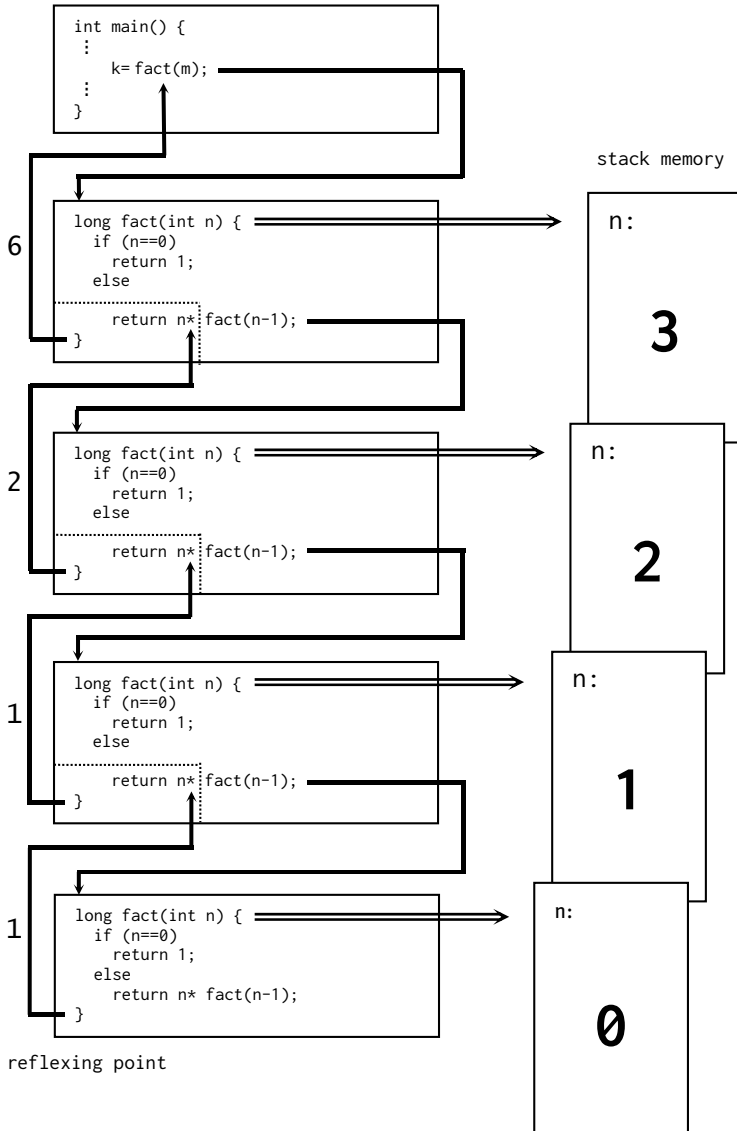 int main() {
⋮
k= fact(m);
⋮
}
stack memory
6
long fact(int n) {
if (n==0)
return 1;
else
return n* fact(n-1);
}
n:
3
2
long fact(int n) {
if (n==0)
return 1;
else
return n* fact(n-1);
}
n:
2
1
long fact(int n) {
if (n==0)
return 1;
else
return n* fact(n-1);
}
n:
1
1
long fact(int n) {
if (n==0)
return 1;
else
return n* fact(n-1);
}
n:
0
reflexing point